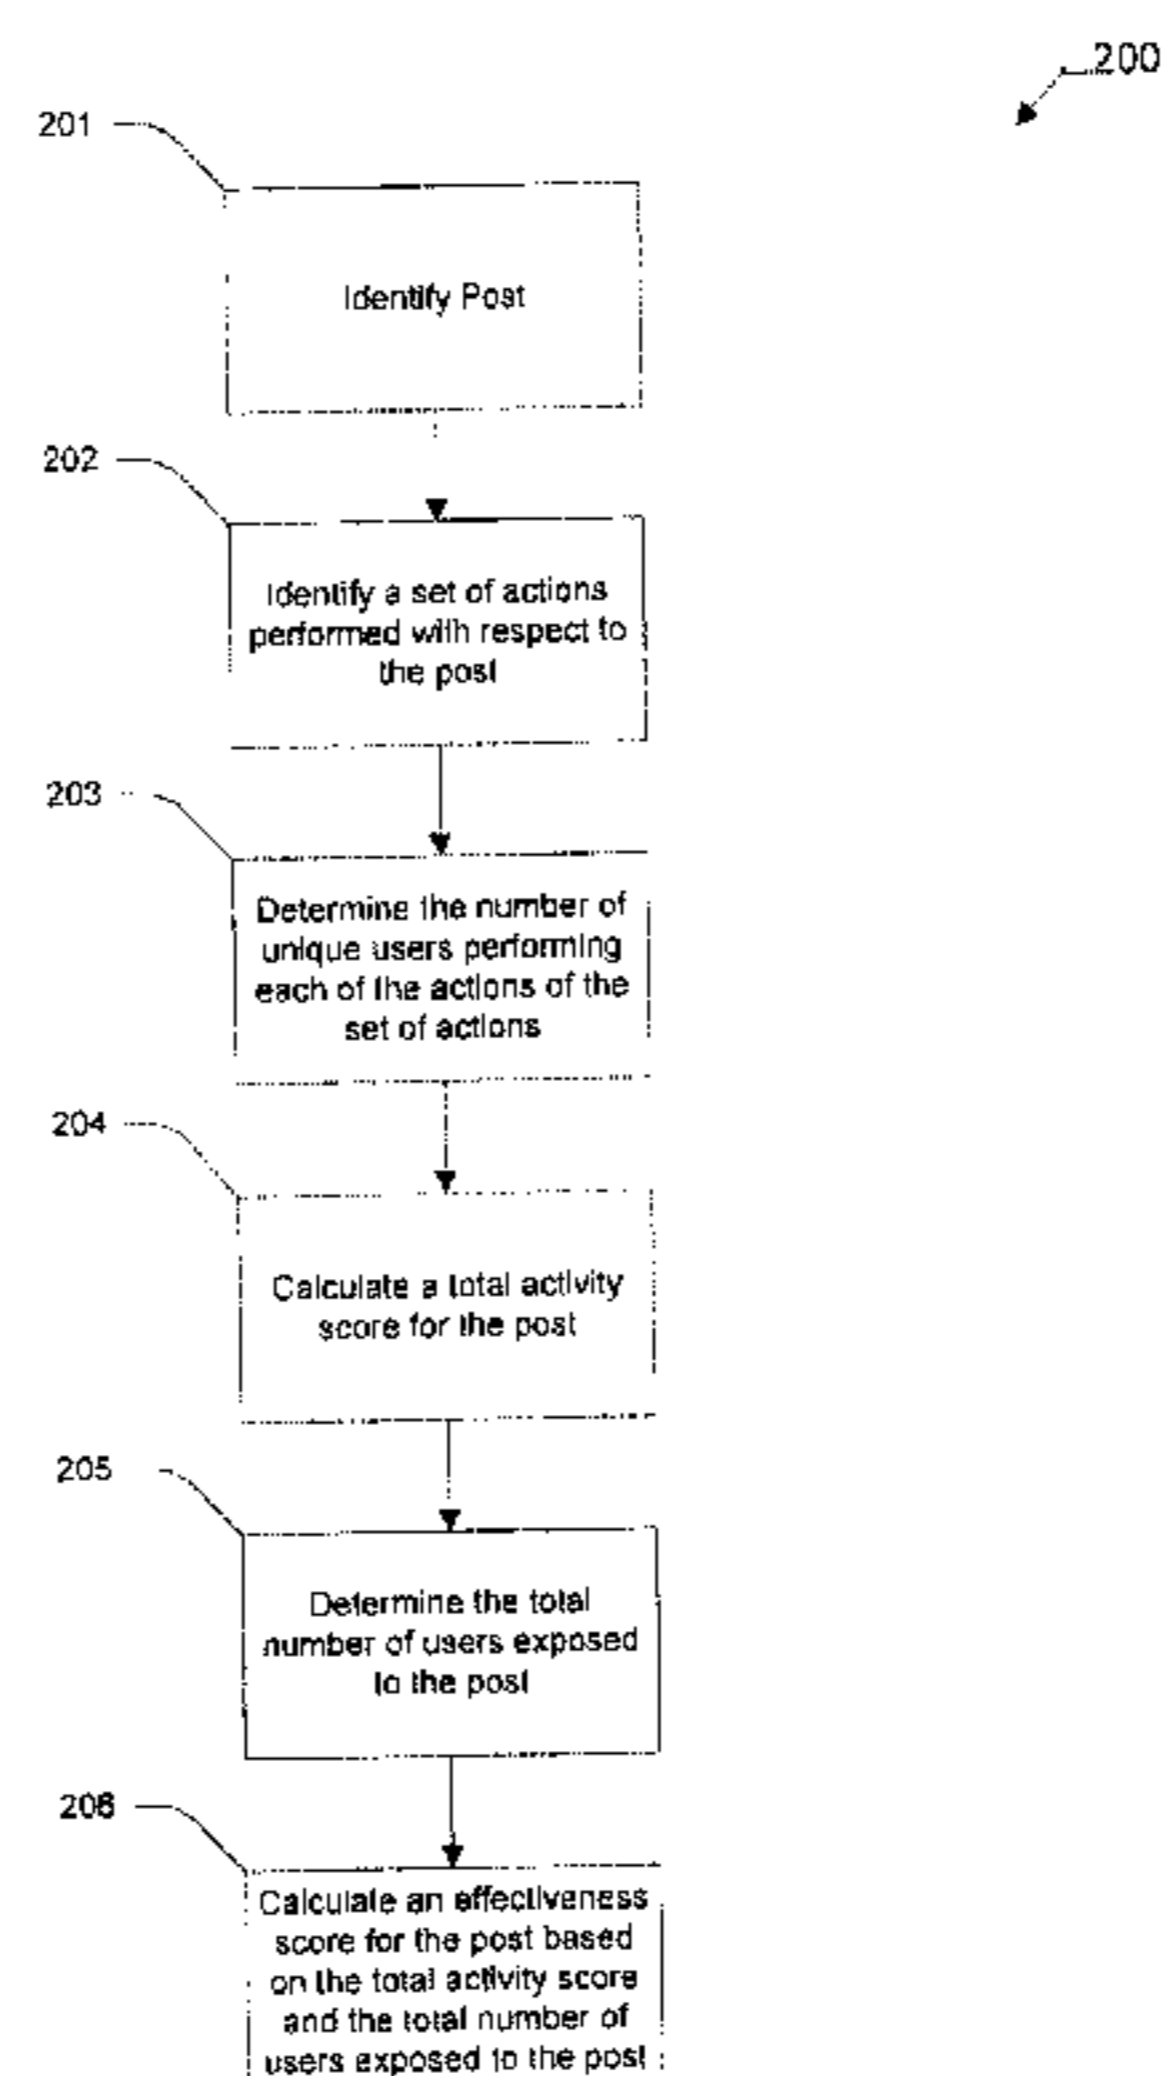 200
201
Identify Post
202
Identify a set of actions
performed with respect to
the post
203
Determine the number of
unique users performing
each of the actions of the
set of actions
204
Calculate a total activity
score for the post
205
Determine the total
number of users exposed
to the post
206
Calculate an effectiveness
score for the post based
on the total activity score
and the total number of
users exposed to the post